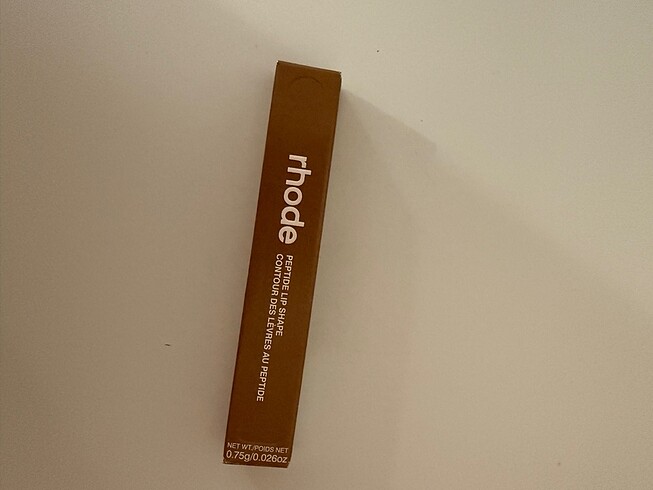 rhode
PEPTIDE LIP SHAPE
CONTOUR DES LÈVRES AU PEPTIDE
NET WT./POIDS NET
0.75g/0.026oz